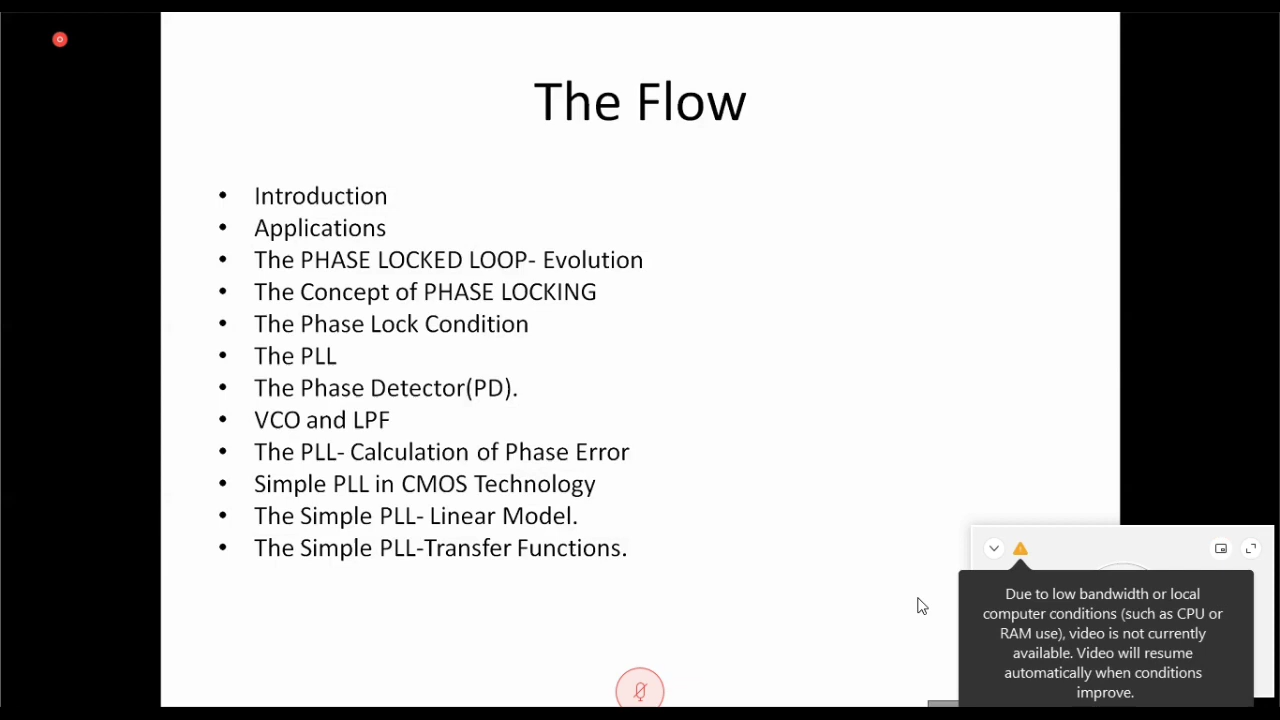 The Flow
• Introduction
• Applications
• The PHASE LOCKED LOOP- Evolution
• The Concept of PHASE LOCKING
• The Phase Lock Condition
• The PLL
• The Phase Detector(PD).
• VCO and LPF
• The PLL- Calculation of Phase Error
• Simple PLL in CMOS Technology
• The Simple PLL- Linear Model.
• The Simple PLL-Transfer Functions.
Due to low bandwidth or local
computer conditions (such as CPU or
RAM use), video is not currently
available. Video will resume
automatically when conditions
improve.